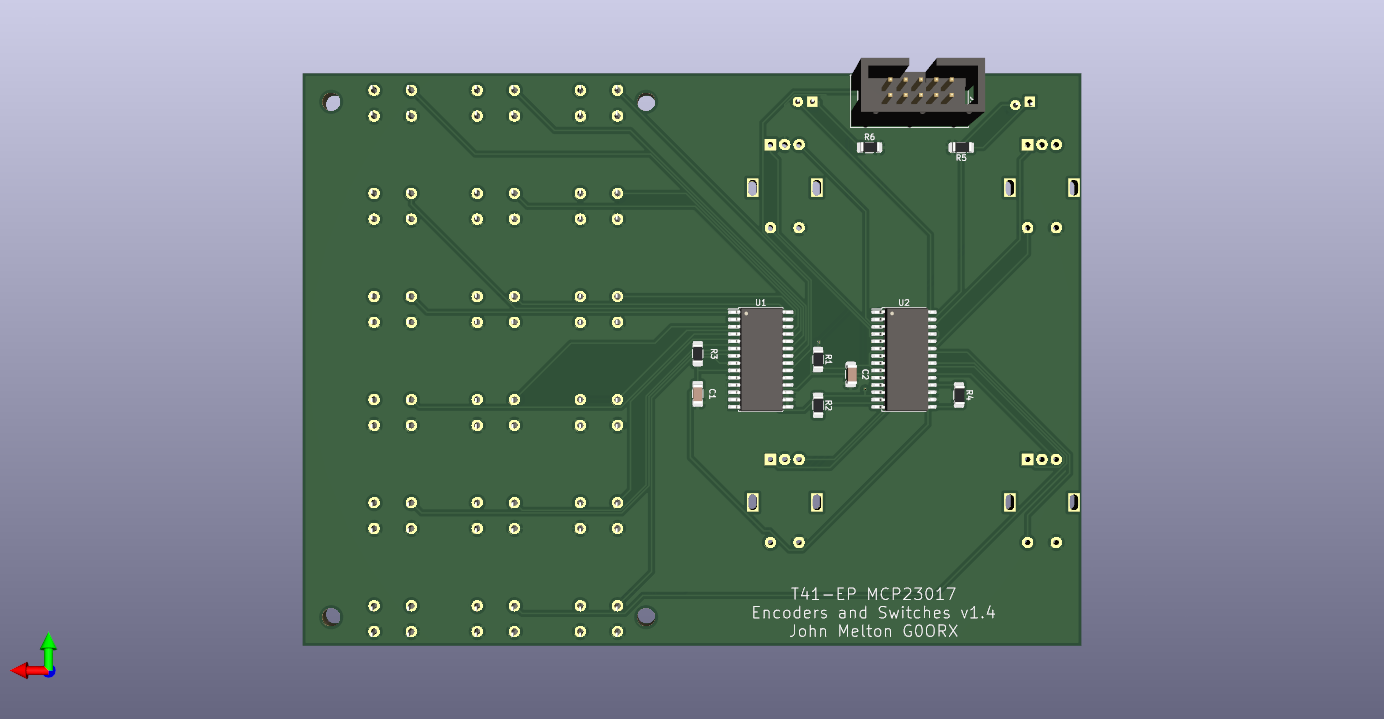 R6
R5
U1
U2
R3
R1
C2
C1
R2
R4
T41-EP MCP23017
Encoders and Switches v1.4
John Melton G0ORX